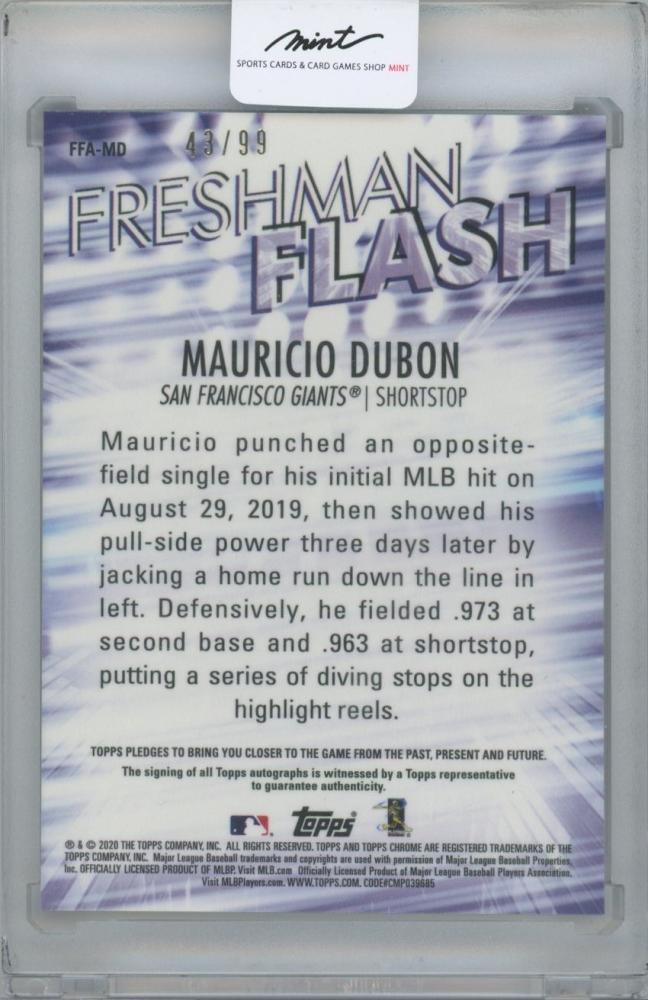 mint
SPORTS CARDS & CARD GAMES SHOP MINT
FFA-MD
43/99
FRESHMAN
FLASH
MAURICIO DUBON
SAN FRANCISCO GIANTS® | SHORTSTOP
Mauricio punched an opposite-
field single for his initial MLB hit on
August 29, 2019, then showed his
pull-side power three days later by
jacking a home run down the line in
left. Defensively, he fielded .973 at
second base and .963 at shortstop,
putting a series of diving stops on the
highlight reels.
TOPPS PLEDGES TO BRING YOU CLOSER TO THE GAME FROM THE PAST, PRESENT AND FUTURE.
The signing of all Topps autographs is witnessed by a Topps representative
to guarantee authenticity.
Topps
® & © 2020 THE TOPPS COMPANY, INC. ALL RIGHTS RESERVED. TOPPS AND TOPPS CHROME ARE REGISTERED TRADEMARKS OF THE
TOPPS COMPANY, INC. Major League Baseball trademarks and copyrights are used with permission of Major League Baseball Properties,
Inc. OFFICIALLY LICENSED PRODUCT OF MLBP. Visit MLB.com Officially Licensed Product of Major League Baseball Players Association.
Visit MLBPlayers.com. WWW.TOPPS.COM. CODE#CMP039685